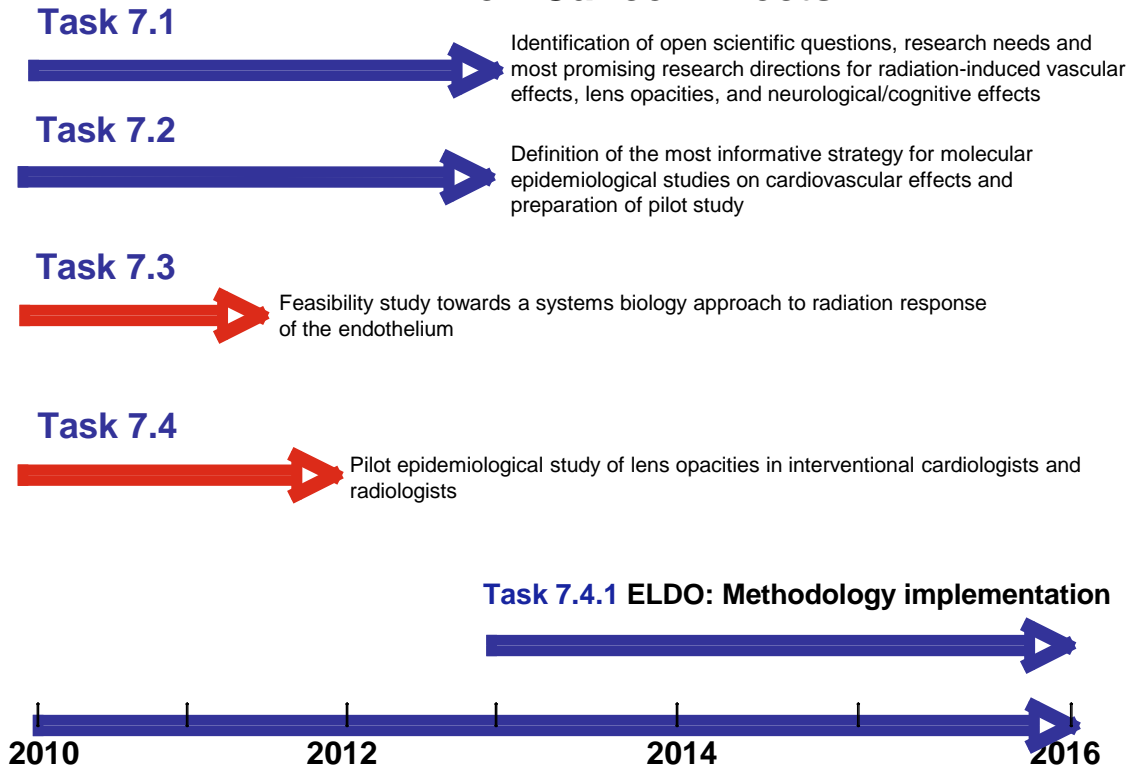 Task 7.1
Identification of open scientific questions, research needs and
most promising research directions for radiation-induced vascular
effects, lens opacities, and neurological/cognitive effects
Task 7.2
Definition of the most informative strategy for molecular
epidemiological studies on cardiovascular effects and
preparation of pilot study
Task 7.3
Feasibility study towards a systems biology approach to radiation response
of the endothelium
Task 7.4
Pilot epidemiological study of lens opacities in interventional cardiologists and
radiologists
Task 7.4.1 ELDO: Methodology implementation
2010 2012 2014 2016